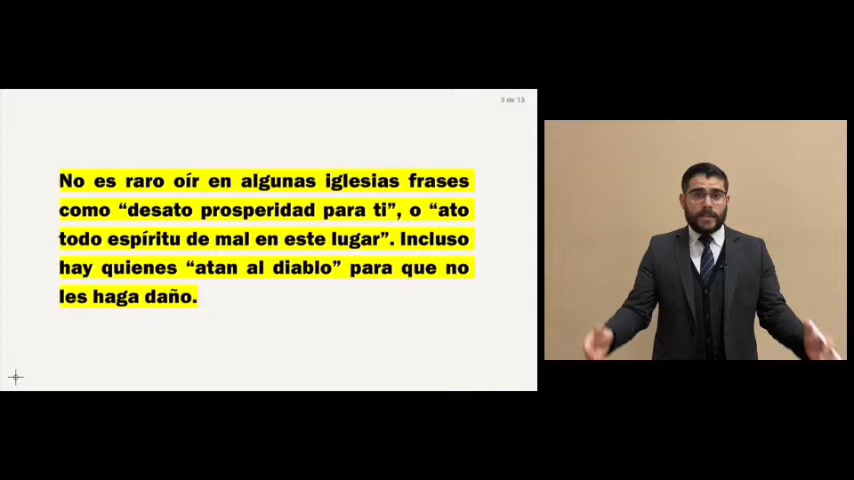 3 de 13
No es raro oír en algunas iglesias frases
como “desato prosperidad para ti”, o “ato
todo espíritu de mal en este lugar”. Incluso
hay quienes “atan al diablo” para que no
les haga daño.